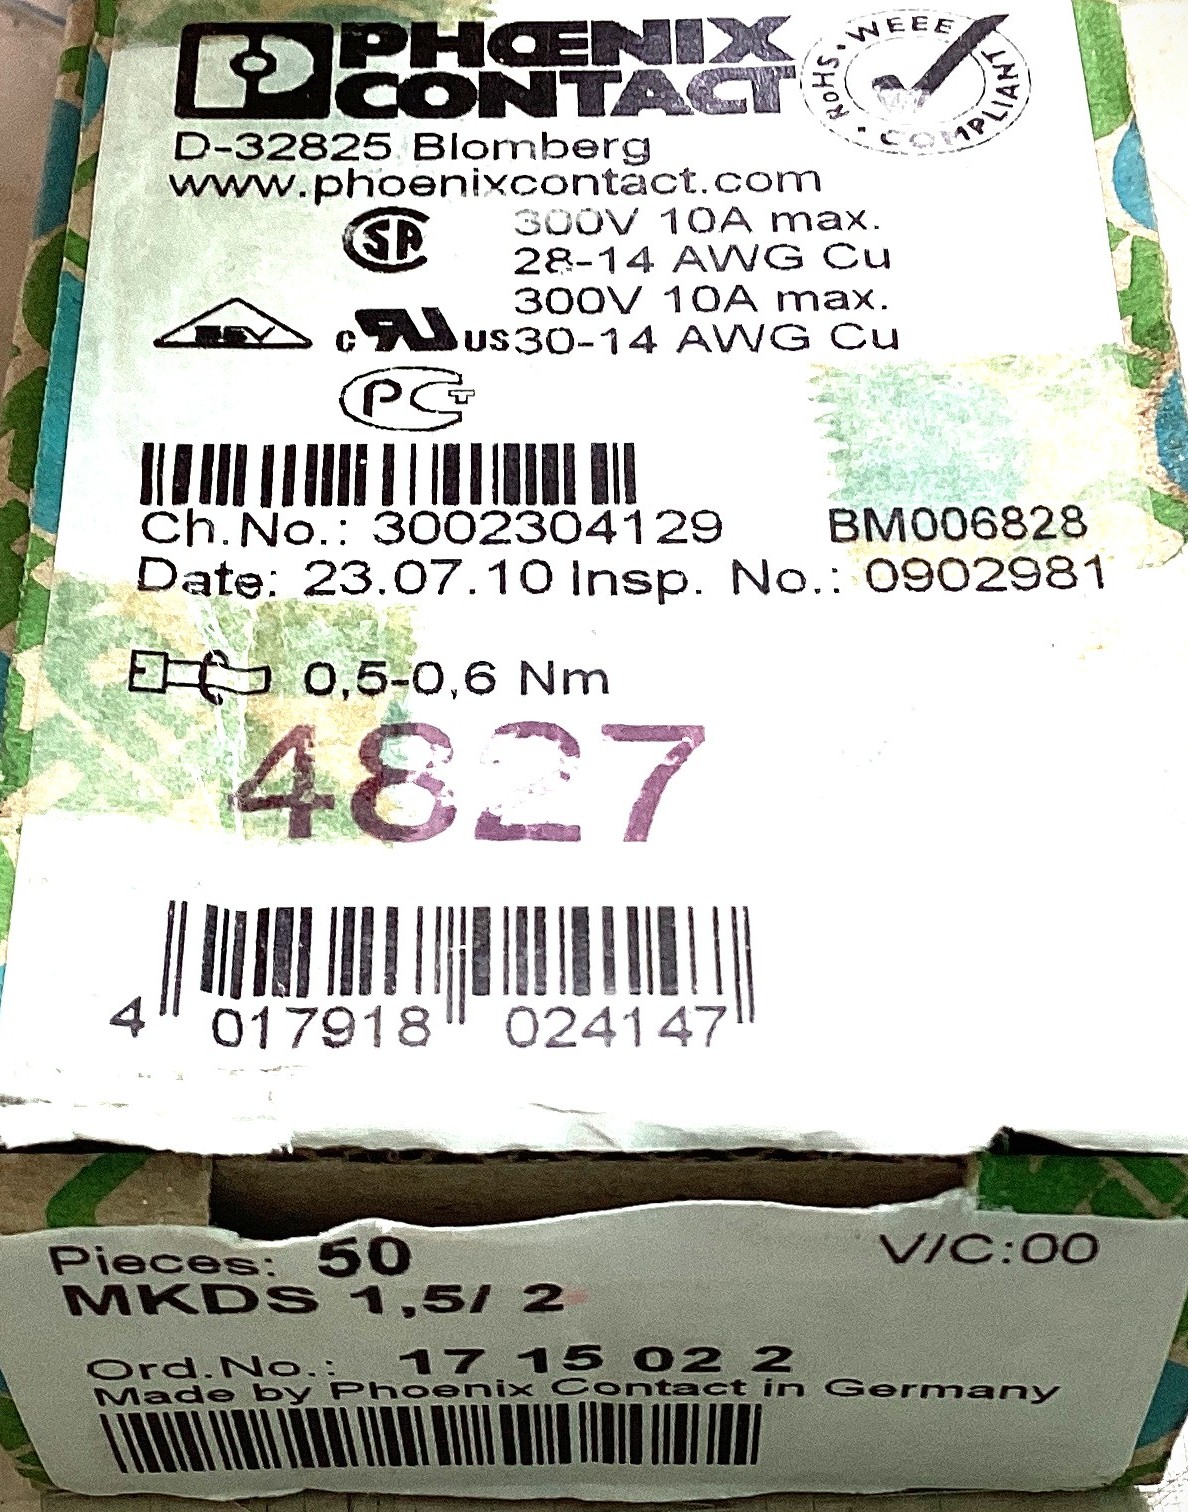 PHŒNIX
CONTACT
WEEE RoHS COMPLIANT
D-32825 Blomberg
www.phoenixcontact.com
SA 300V 10A max.
28-14 AWG Cu
300V 10A max.
c US 30-14 AWG Cu
Ch.No.: 3002304129 BM006828
Date: 23.07.10 Insp. No.: 0902981
0,5-0,6 Nm
4827
4 017918 024147
Pieces: 50 V/C:00
MKDS 1,5/ 2
Ord.No.: 17 15 02 2
Made by Phoenix Contact in Germany